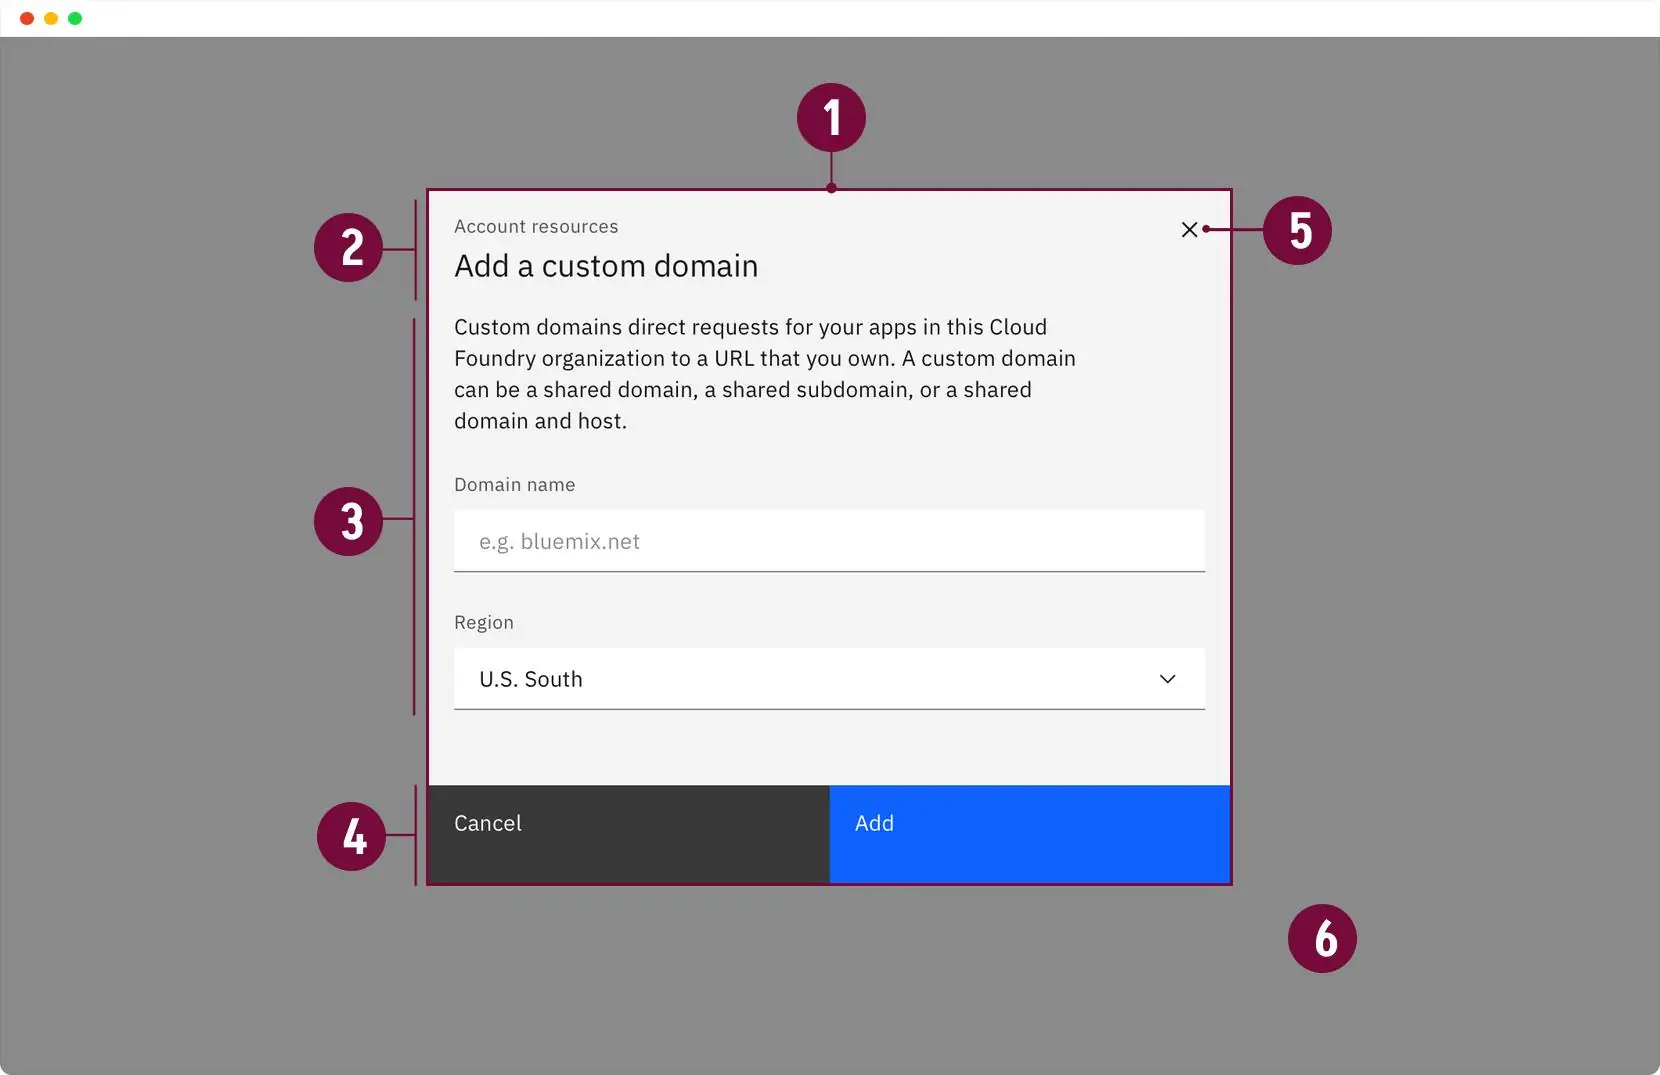 1
2
Account resources
5
Add a custom domain
Custom domains direct requests for your apps in this Cloud
Foundry organization to a URL that you own. A custom domain
can be a shared domain, a shared subdomain, or a shared
domain and host.
Domain name
3
e.g. bluemix.net
Region
U.S. South
4
Cancel
Add
6